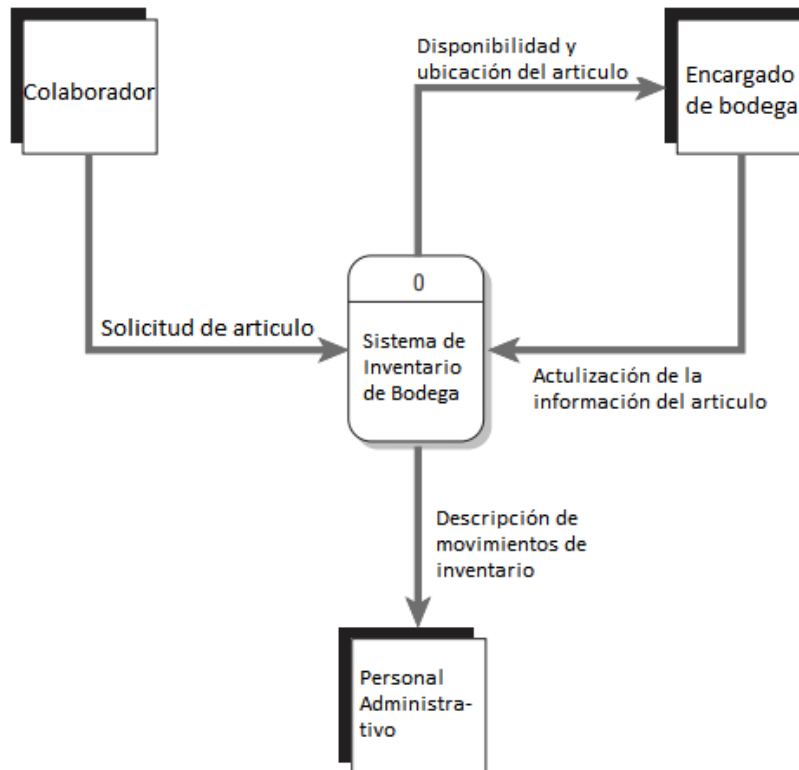 Colaborador
Disponibilidad y
ubicación del articulo
Encargado
de bodega
0
Sistema de
Inventario
de Bodega
Solicitud de articulo
Actulización de la
información del articulo
Descripción de
movimientos de
inventario
Personal
Administra-
tivo